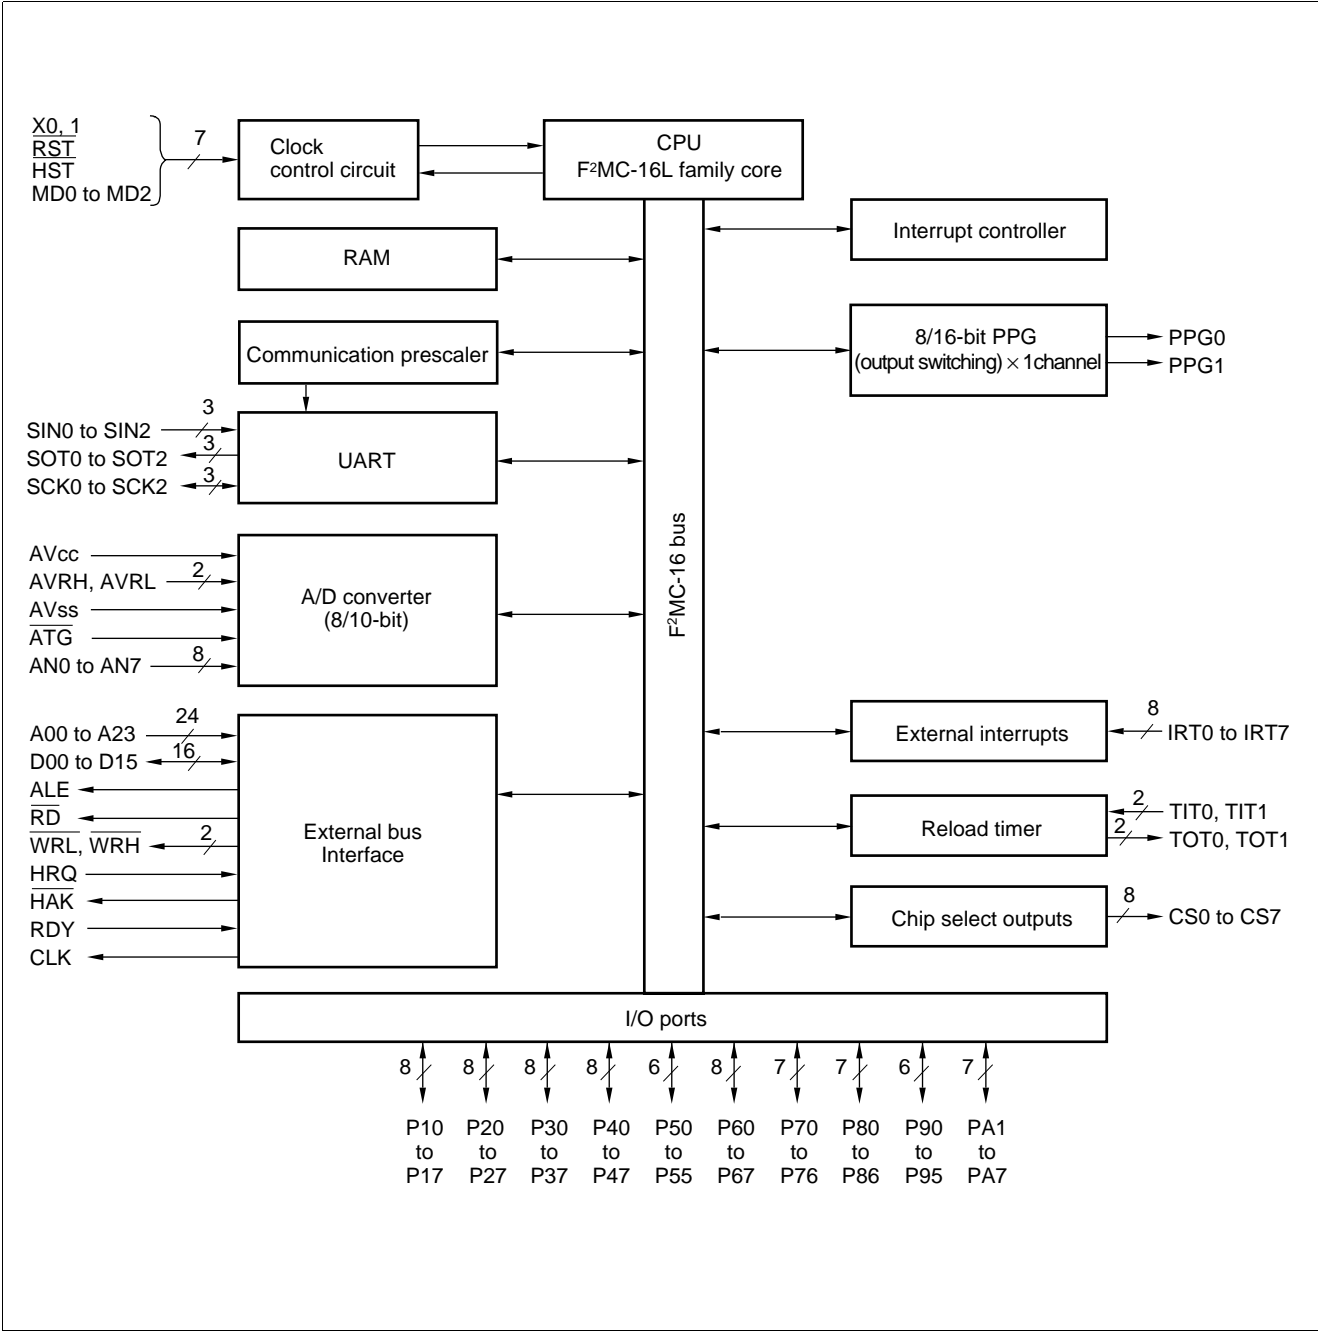 X0, 1
RST
HST
MD0 to MD2
7
Clock
control circuit
CPU
F²MC-16L family core
Interrupt controller
RAM
8/16-bit PPG
(output switching) × 1channel
PPG0
PPG1
Communication prescaler
SIN0 to SIN2
3
SOT0 to SOT2
3
SCK0 to SCK2
3
UART
F²MC-16 bus
AVcc
AVRH, AVRL
2
AVss
ATG
AN0 to AN7
8
A/D converter
(8/10-bit)
A00 to A23
24
D00 to D15
16
ALE
RD
WRL, WRH
2
HRQ
HAK
RDY
CLK
External bus
Interface
External interrupts
8
IRT0 to IRT7
Reload timer
2
TIT0, TIT1
2
TOT0, TOT1
Chip select outputs
8
CS0 to CS7
I/O ports
8 8 8 8 6 8 7 7 6 7
P10 P20 P30 P40 P50 P60 P70 P80 P90 PA1
to to to to to to to to to to
P17 P27 P37 P47 P55 P67 P76 P86 P95 PA7